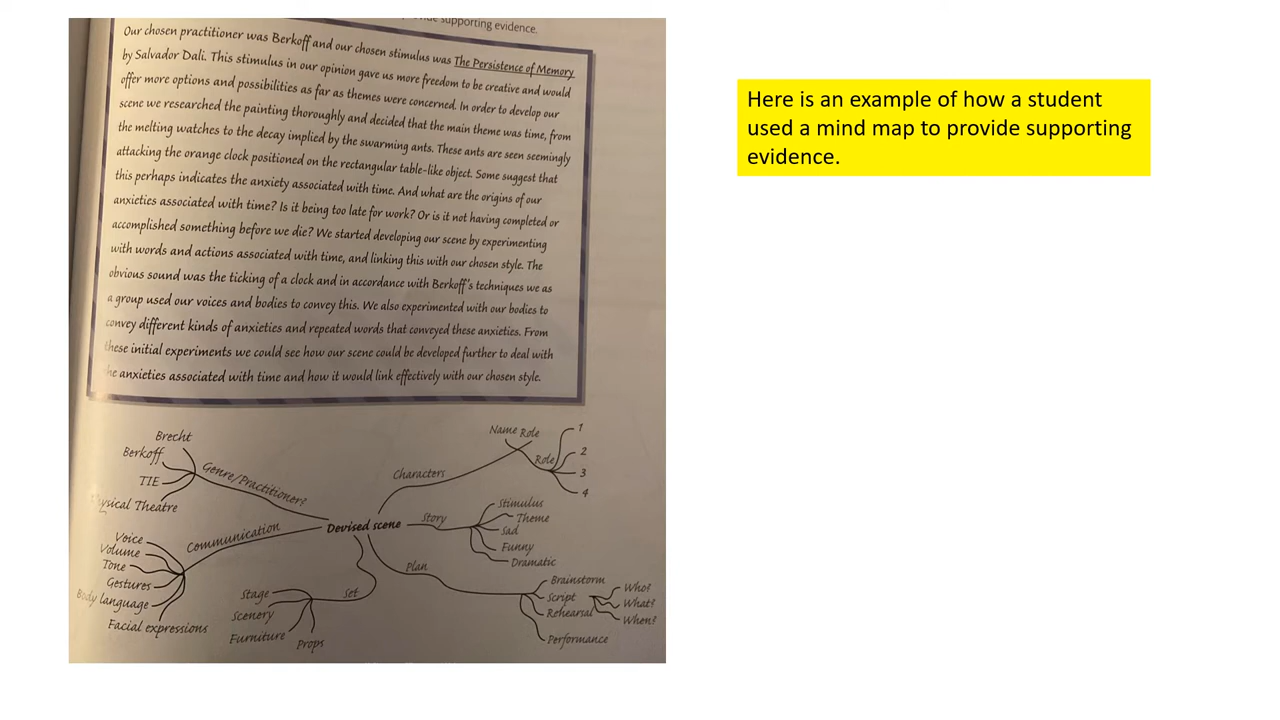 supporting evidence.
Our chosen practitioner was Berkoff and our chosen stimulus was The Persistence of Memory
by Salvador Dali. This stimulus in our opinion gave us more freedom to be creative and would
offer more options and possibilities as far as themes were concerned. In order to develop our
scene we researched the painting thoroughly and decided that the main theme was time, from
the melting watches to the decay implied by the swarming ants. These ants are seen seemingly
attacking the orange clock positioned on the rectangular table-like object. Some suggest that
this perhaps indicates the anxiety associated with time. And what are the origins of our
anxieties associated with time? Is it being too late for work? Or is it not having completed or
accomplished something before we die? We started developing our scene by experimenting
with words and actions associated with time, and linking this with our chosen style. The
obvious sound was the ticking of a clock and in accordance with Berkoff's techniques we as
a group used our voices and bodies to convey this. We also experimented with our bodies to
convey different kinds of anxieties and repeated words that conveyed these anxieties. From
these initial experiments we could see how our scene could be developed further to deal with
the anxieties associated with time and how it would link effectively with our chosen style.
Devised scene
Genre/Practitioner?
Brecht
Berkoff
TIE
Physical Theatre
Communication
Voice
Volume
Tone
Gestures
Body language
Facial expressions
Set
Stage
Scenery
Furniture
Props
Characters
Name Role
Role
1
2
3
4
Story
Stimulus
Theme
Sad
Funny
Dramatic
Plan
Brainstorm
Script
Rehearsal
Performance
Who?
What?
When?
Here is an example of how a student
used a mind map to provide supporting
evidence.